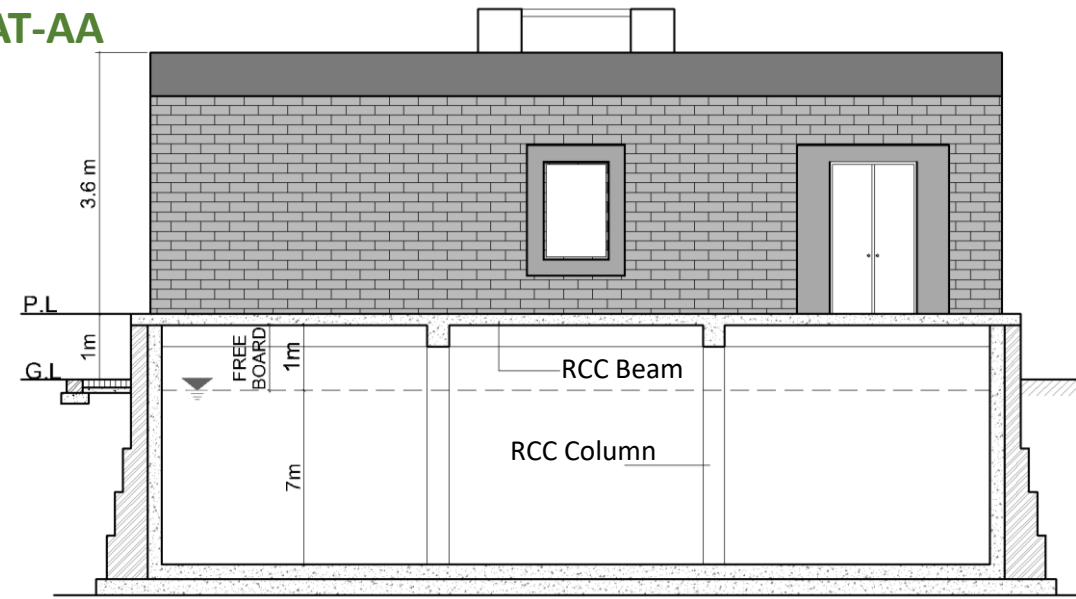 AT-AA
3.6 m
P.L
1m
G.L
FREE
BOARD
1m
RCC Beam
RCC Column
7m